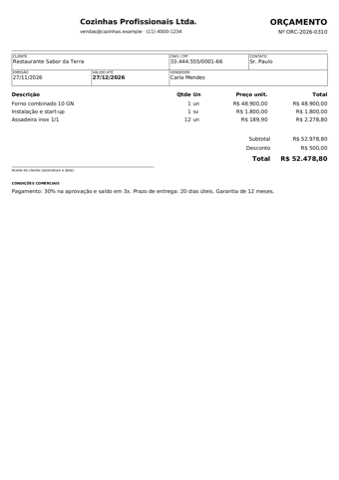 Cozinhas Profissionais Ltda.
vendas@cozinhas.example · (11) 4000-1234
ORÇAMENTO
Nº ORC-2026-0310
CLIENTE
Restaurante Sabor da Terra
CNPJ / CPF
33.444.555/0001-66
CONTATO
Sr. Paulo
EMISSÃO
27/11/2026
VÁLIDO ATÉ
27/12/2026
VENDEDOR
Carla Mendes
Descrição Qtde Un Preço unit. Total
Forno combinado 10 GN 1 un R$ 48.900,00 R$ 48.900,00
Instalação e start-up 1 sv R$ 1.800,00 R$ 1.800,00
Assadeira inox 1/1 12 un R$ 189,90 R$ 2.278,80
Subtotal R$ 52.978,80
Desconto R$ 500,00
Total R$ 52.478,80
Aceite do cliente (assinatura e data)
CONDIÇÕES COMERCIAIS
Pagamento: 30% na aprovação e saldo em 3x. Prazo de entrega: 20 dias úteis. Garantia de 12 meses.